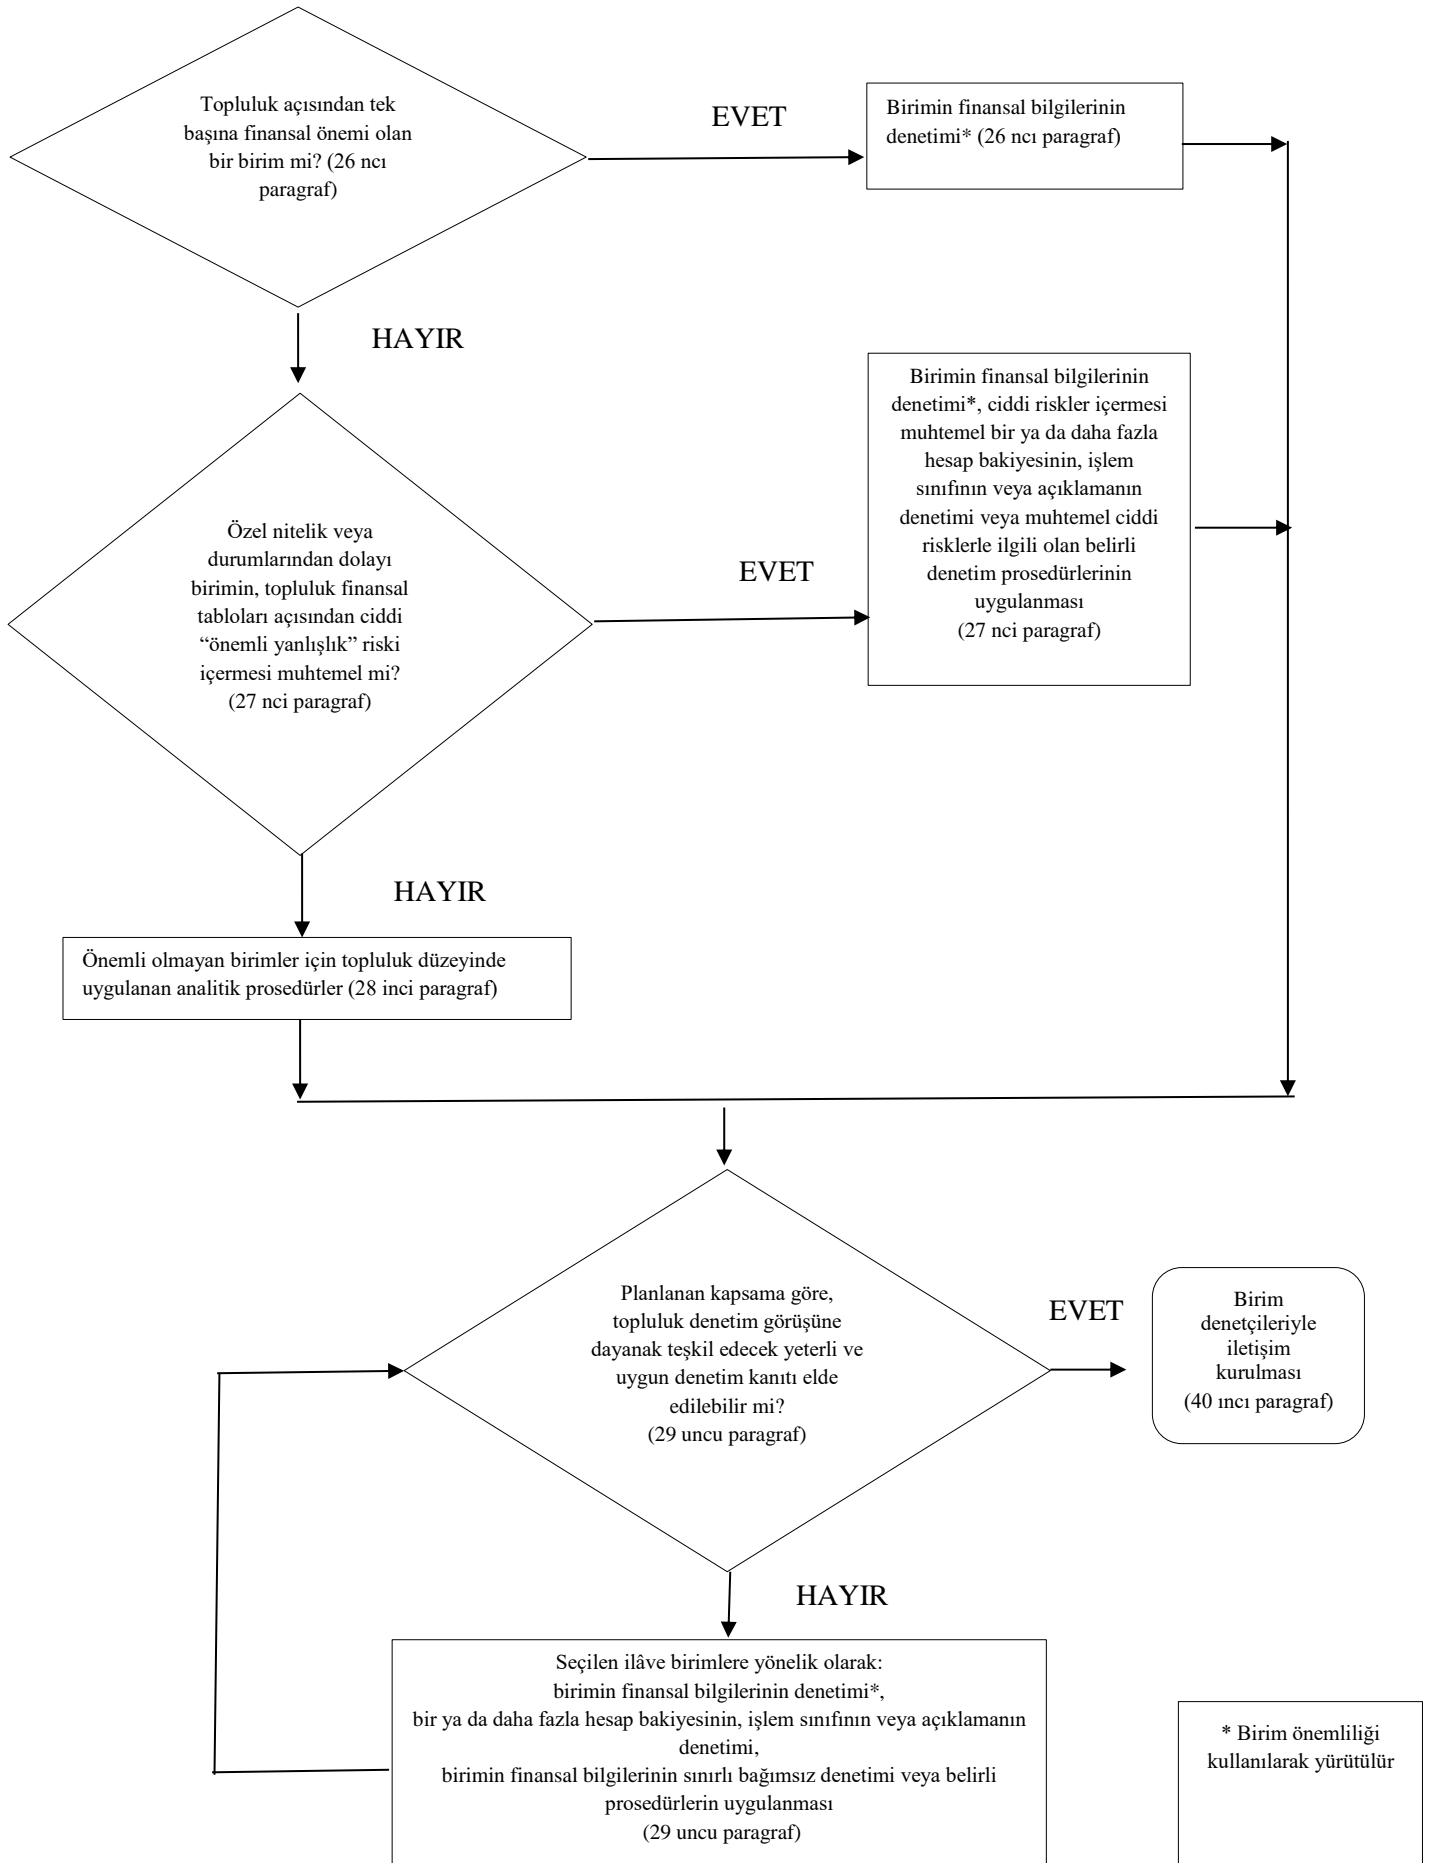 Topluluk açısından tek
başına finansal önemi olan
bir birim mi? (26 ncı
paragraf)
EVET
Birimin finansal bilgilerinin
denetimi* (26 ncı paragraf)
HAYIR
Özel nitelik veya
durumlarından dolayı
birimin, topluluk finansal
tabloları açısından ciddi
“önemli yanlışlık” riski
içermesi muhtemel mi?
(27 nci paragraf)
EVET
Birimin finansal bilgilerinin
denetimi*, ciddi riskler içermesi
muhtemel bir ya da daha fazla
hesap bakiyesinin, işlem
sınıfının veya açıklamanın
denetimi veya muhtemel ciddi
risklerle ilgili olan belirli
denetim prosedürlerinin
uygulanması
(27 nci paragraf)
HAYIR
Önemli olmayan birimler için topluluk düzeyinde
uygulanan analitik prosedürler (28 inci paragraf)
Planlanan kapsama göre,
topluluk denetim görüşüne
dayanak teşkil edecek yeterli ve
uygun denetim kanıtı elde
edilebilir mi?
(29 uncu paragraf)
EVET
Birim
denetçileriyle
iletişim
kurulması
(40 ıncı paragraf)
HAYIR
Seçilen ilâve birimlere yönelik olarak:
birimin finansal bilgilerinin denetimi*,
bir ya da daha fazla hesap bakiyesinin, işlem sınıfının veya açıklamanın
denetimi,
birimin finansal bilgilerinin sınırlı bağımsız denetimi veya belirli
prosedürlerin uygulanması
(29 uncu paragraf)
* Birim önemliliği
kullanılarak yürütülür